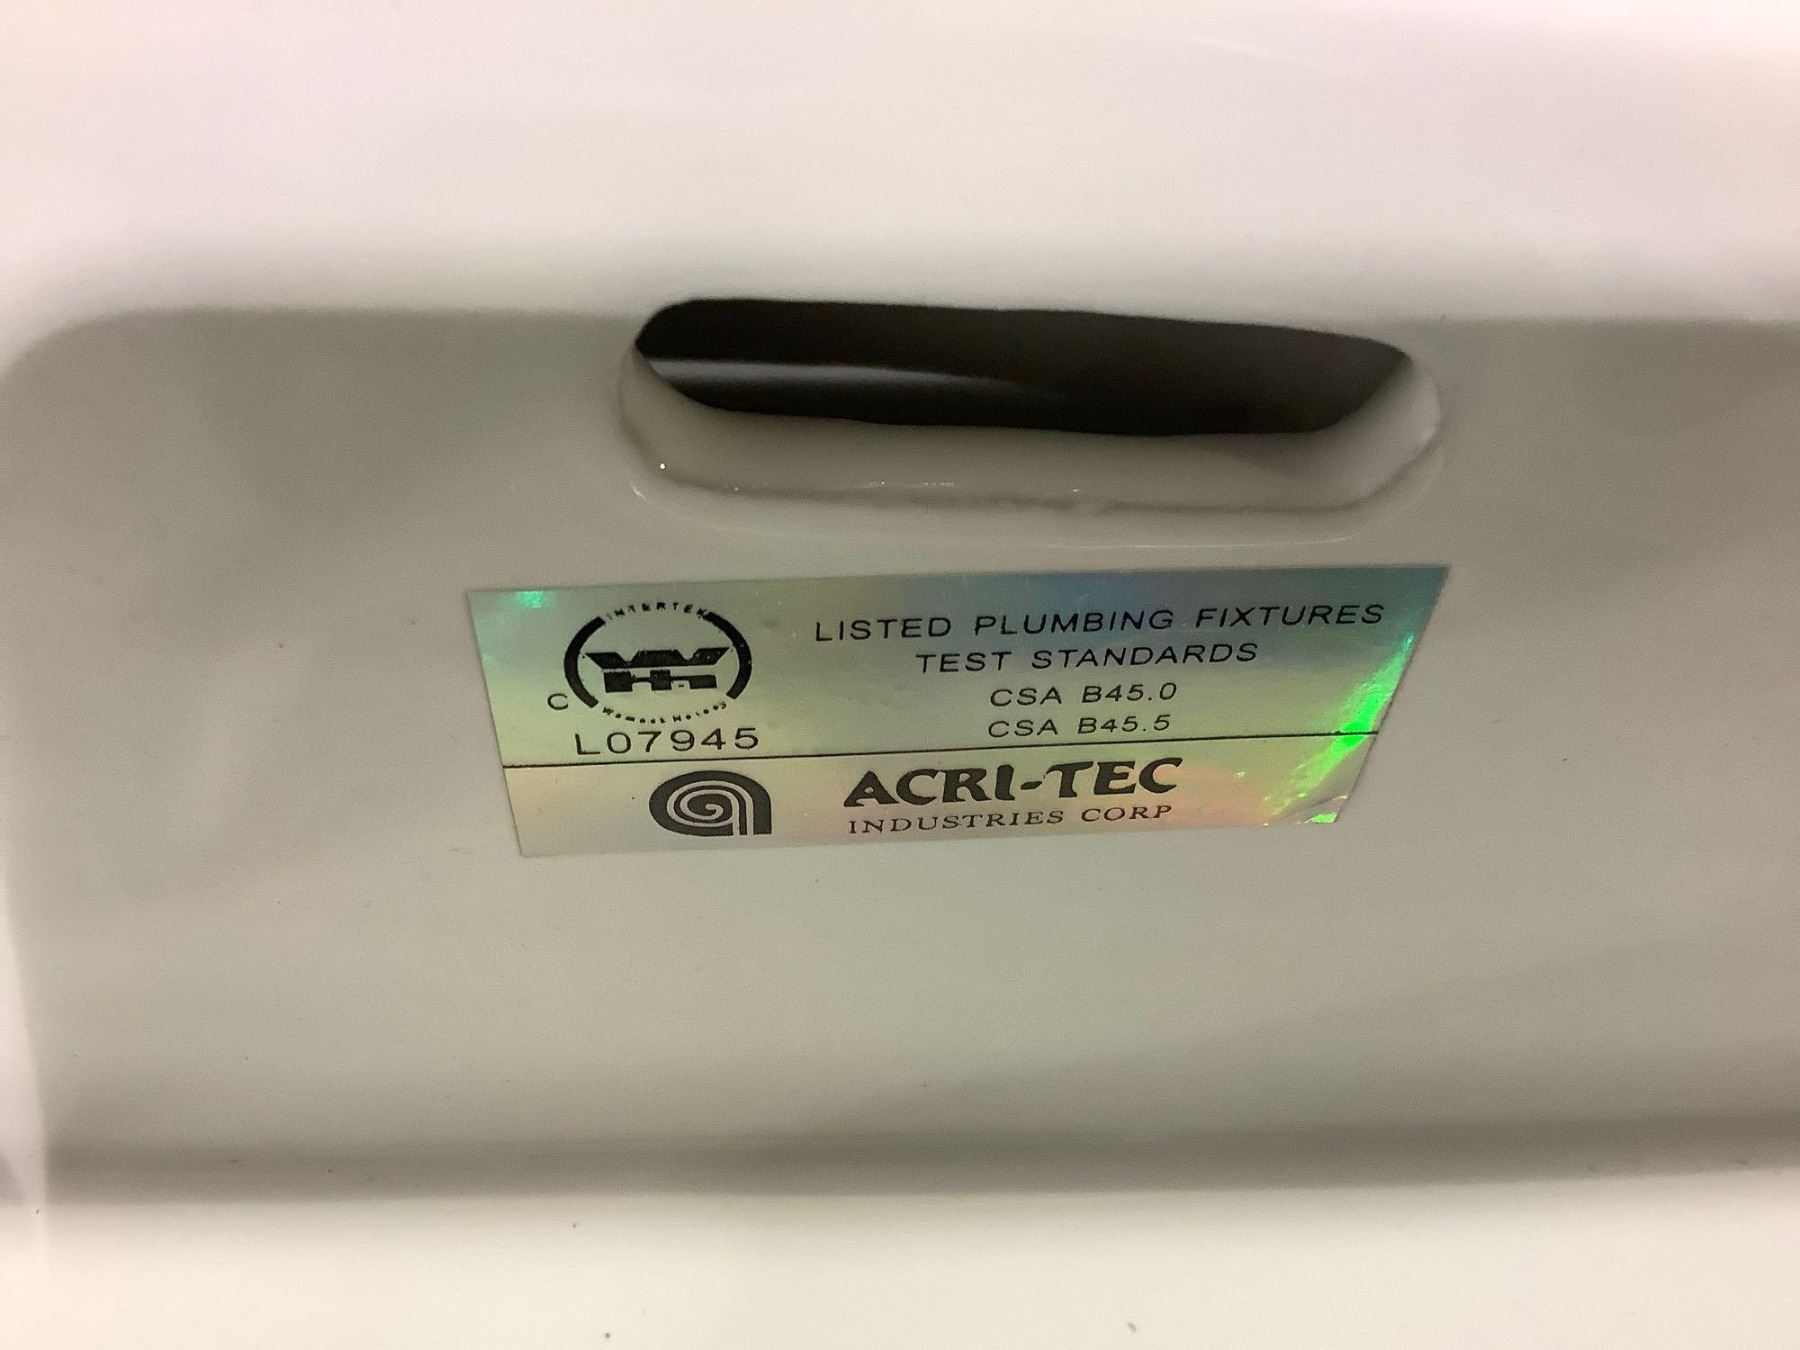 INTERTEK
WH
C
Warnock Hersey
L07945
LISTED PLUMBING FIXTURES
TEST STANDARDS
CSA B45.0
CSA B45.5
ACRI-TEC
INDUSTRIES CORP